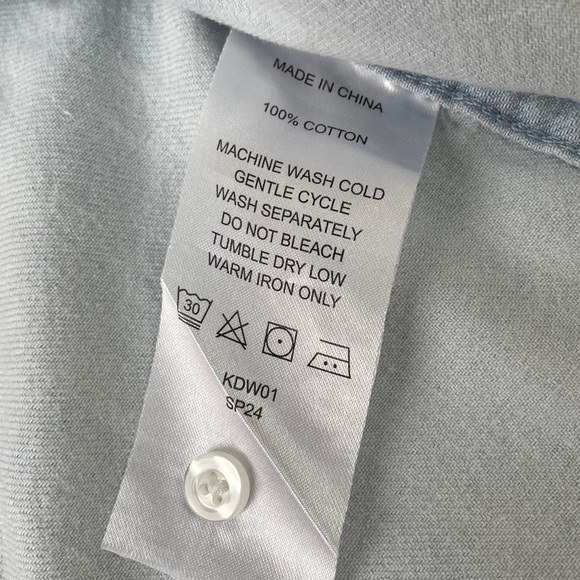 MADE IN CHINA
100% COTTON
MACHINE WASH COLD
GENTLE CYCLE
WASH SEPARATELY
DO NOT BLEACH
TUMBLE DRY LOW
WARM IRON ONLY
30
KDW01
SP24